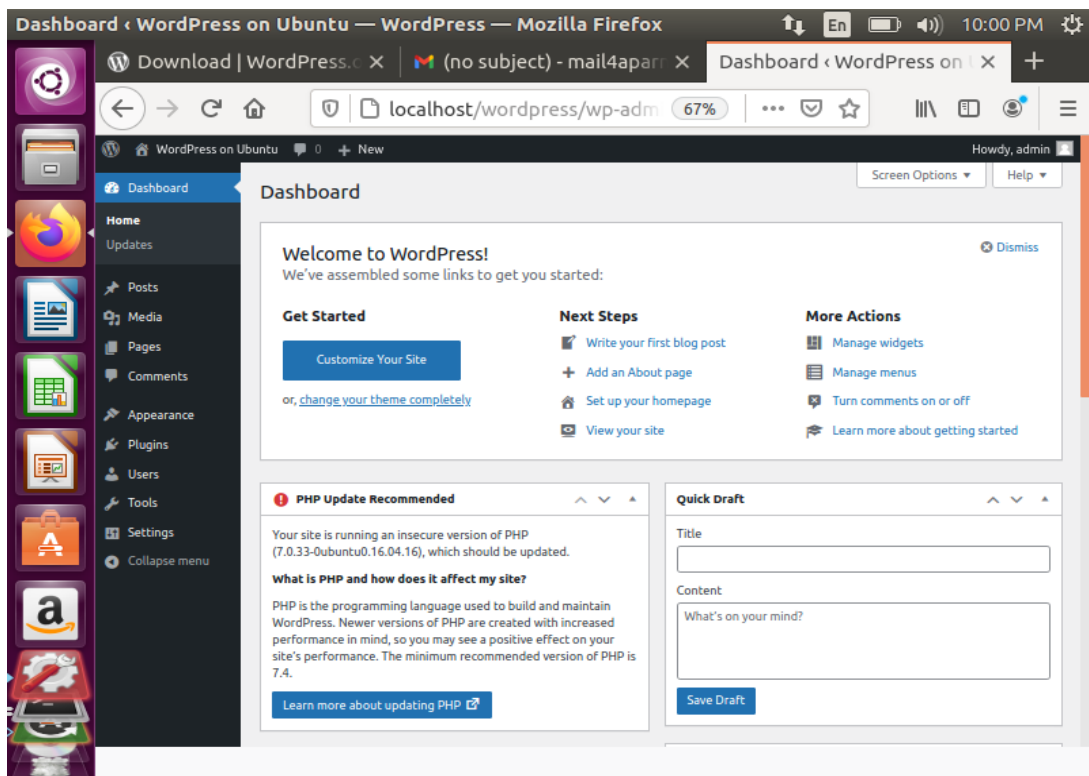 Dashboard ‹ WordPress on Ubuntu — WordPress — Mozilla Firefox
En
10:00 PM
Download | WordPress.o
(no subject) - mail4aparn
Dashboard ‹ WordPress on U
localhost/wordpress/wp-adm
67%
WordPress on Ubuntu
0
+ New
Howdy, admin
Dashboard
Home
Updates
Posts
Media
Pages
Comments
Appearance
Plugins
Users
Tools
Settings
Collapse menu
Screen Options
Help
Dashboard
Welcome to WordPress!
Dismiss
We've assembled some links to get you started:
Get Started
Customize Your Site
or, change your theme completely
Next Steps
Write your first blog post
Add an About page
Set up your homepage
View your site
More Actions
Manage widgets
Manage menus
Turn comments on or off
Learn more about getting started
PHP Update Recommended
Your site is running an insecure version of PHP
(7.0.33-0ubuntu0.16.04.16), which should be updated.
What is PHP and how does it affect my site?
PHP is the programming language used to build and maintain
WordPress. Newer versions of PHP are created with increased
performance in mind, so you may see a positive effect on your
site's performance. The minimum recommended version of PHP is
7.4.
Learn more about updating PHP
Quick Draft
Title
Content
What's on your mind?
Save Draft